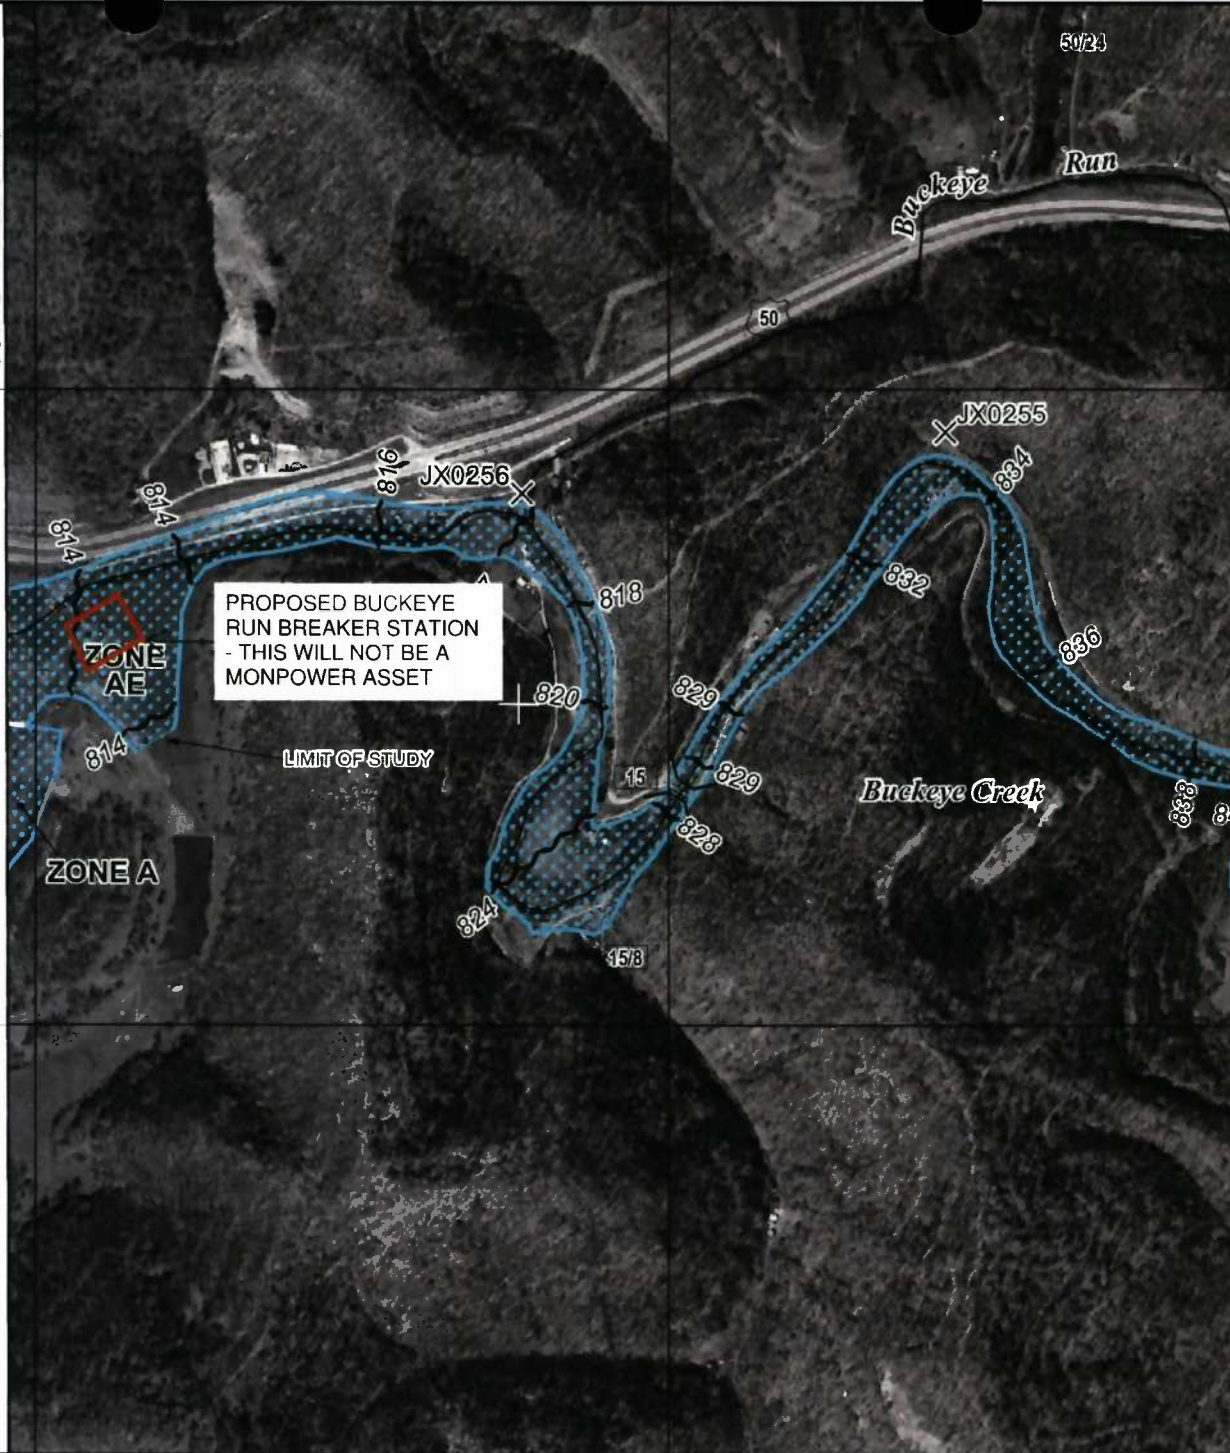 50/24
Buckeye Run
50
JX0255
816
JX0256
834
814
814
832
818
PROPOSED BUCKEYE
RUN BREAKER STATION
- THIS WILL NOT BE A
MONPOWER ASSET
ZONE
AE
836
829
820
814
LIMIT OF STUDY
15
829
Buckeye Creek
838
828
ZONE A
824
15/8